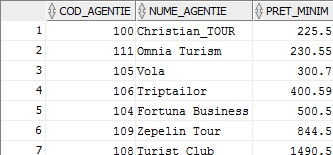 COD_AGENTIE NUME_AGENTIE PRET_MINIM
1 100 Christian_TOUR 225.5
2 111 Omnia Turism 230.55
3 105 Vola 300.7
4 106 Triptailor 400.59
5 104 Fortuna Business 500.5
6 109 Zepelin Tour 844.5
7 108 Turist Club 1490.5